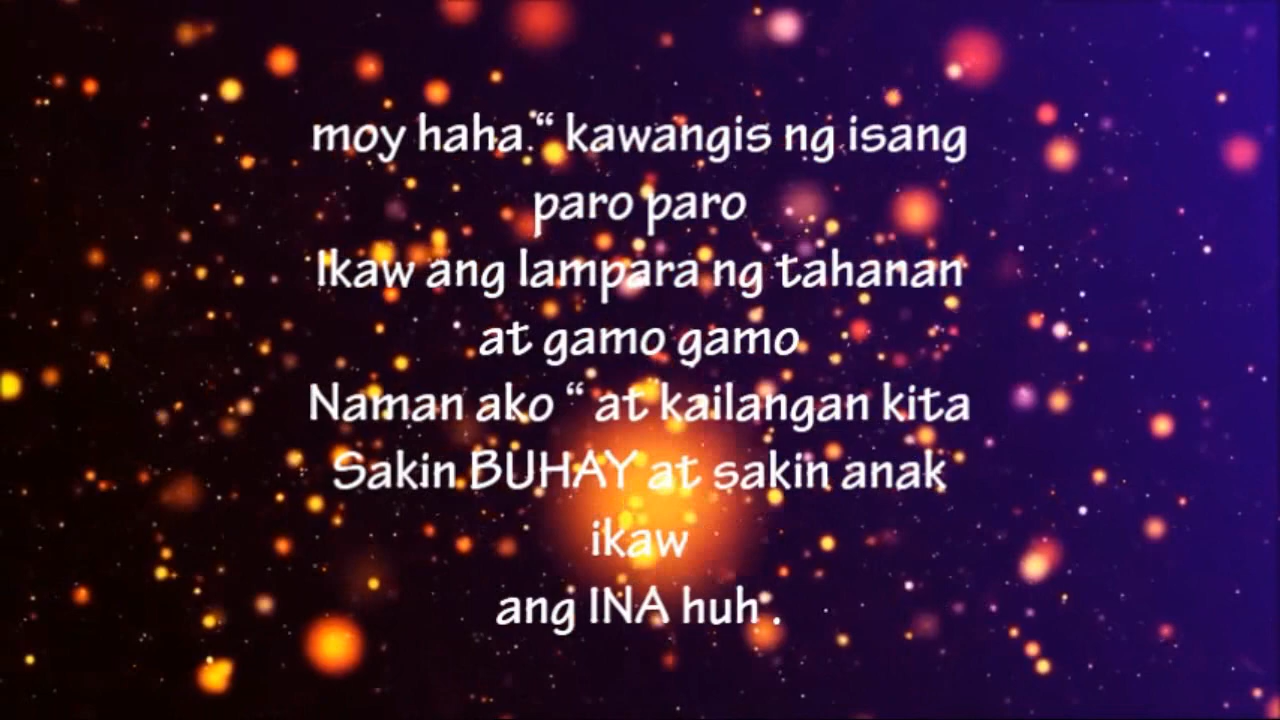 moy haha.“ kawangis ng isang
paro paro
Ikaw ang lampara ng tahanan
at gamo gamo
Naman ako “ at kailangan kita
Sakin BUHAY at sakin anak
ikaw
ang INA huh .